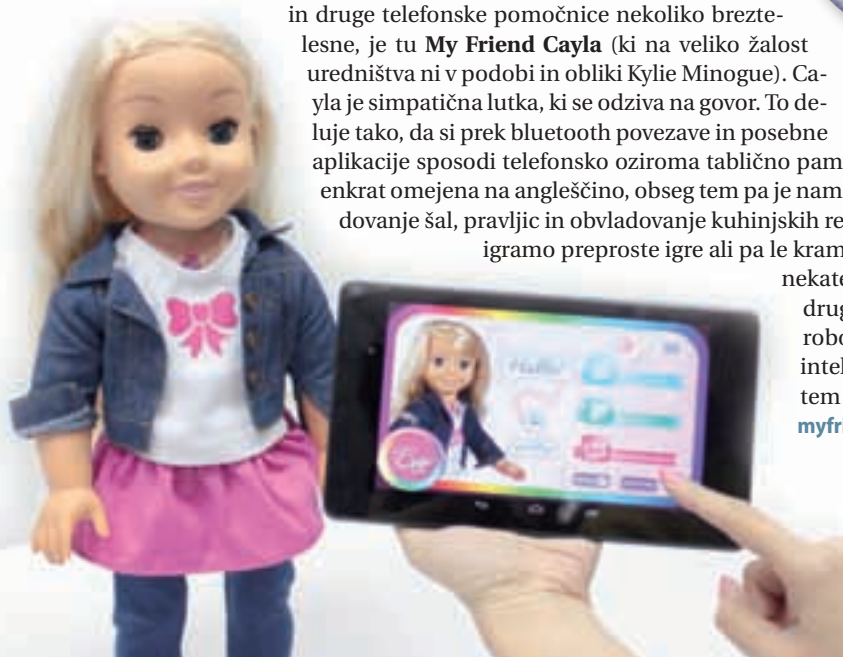 in druge telefonske pomočnice nekoliko brezte-
lesne, je tu My Friend Cayla (ki na veliko žalost
uredništva ni v podobi in obliki Kylie Minogue). Ca-
yla je simpatična lutka, ki se odziva na govor. To de-
luje tako, da si prek bluetooth povezave in posebne
aplikacije sposodi telefonsko oziroma tablično pam
enkrat omejena na angleščino, obseg tem pa je nam
dovanje šal, pravljic in obvladovanje kuhinjskih re
igramo preproste igre ali pa le kram
nekate
drug
robo
intel
tem
myfri
Hello!